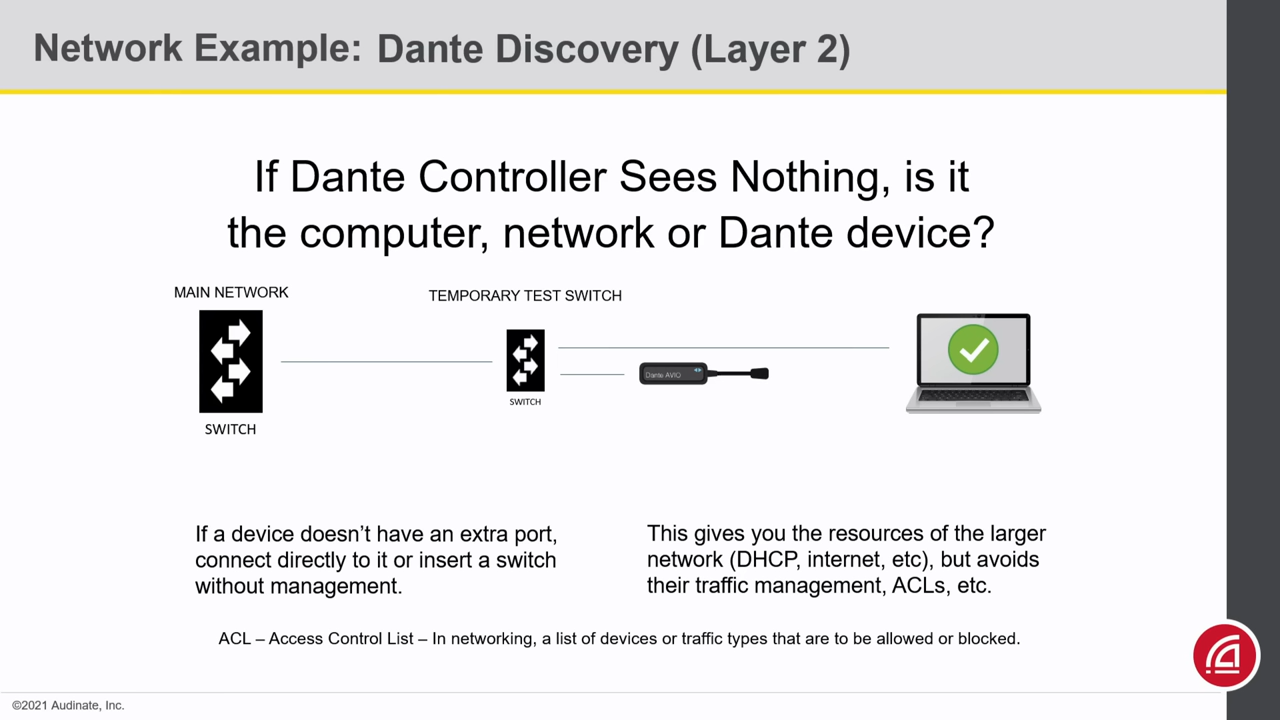 Network Example: Dante Discovery (Layer 2)
If Dante Controller Sees Nothing, is it
the computer, network or Dante device?
MAIN NETWORK
TEMPORARY TEST SWITCH
Dante AVIO
SWITCH
SWITCH
If a device doesn’t have an extra port,
connect directly to it or insert a switch
without management.
This gives you the resources of the larger
network (DHCP, internet, etc), but avoids
their traffic management, ACLs, etc.
ACL – Access Control List – In networking, a list of devices or traffic types that are to be allowed or blocked.
©2021 Audinate, Inc.